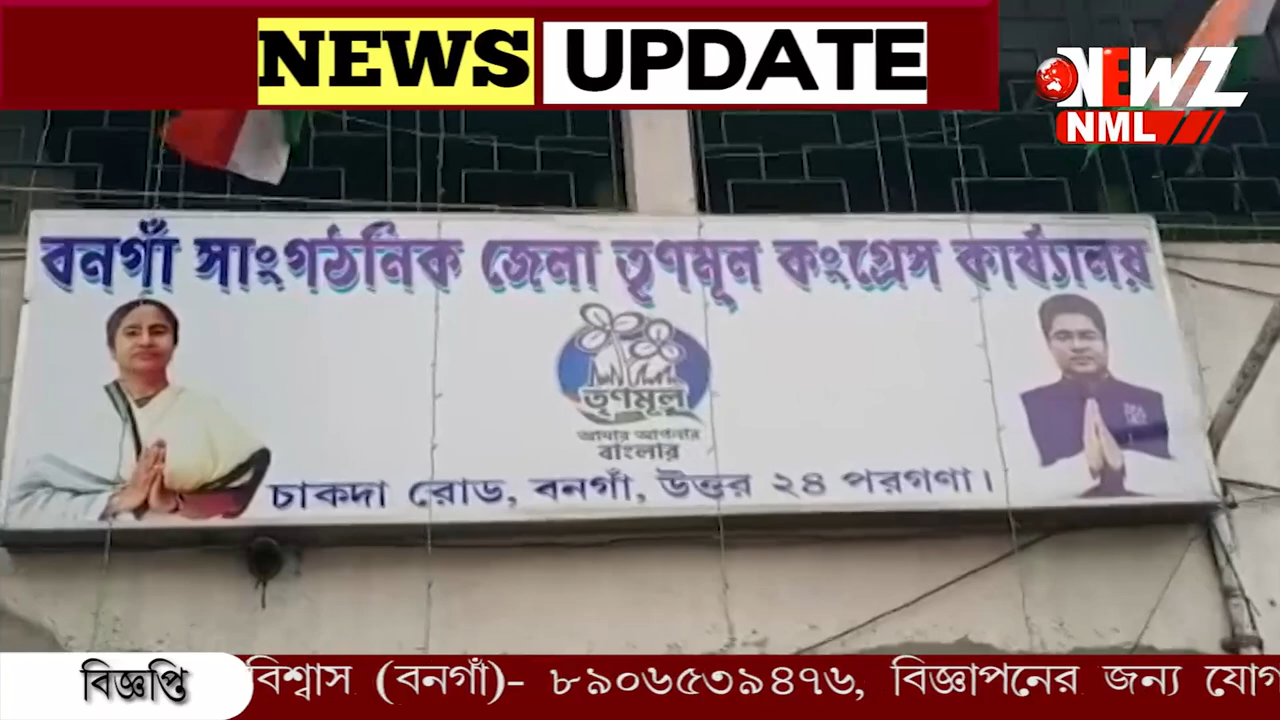 NEWS UPDATE
NEWZ
NML
বনগাঁ সাংগঠনিক জেলা তৃণমূল কংগ্রেস কার্য্যালয়
তৃণমূল
আমার আপনার
বাংলার
চাকদা রোড, বনগাঁ, উত্তর ২৪ পরগণা।
বিজ্ঞপ্তি
বিশ্বাস (বনগাঁ)- ৮৯০৬৫৩৯৪৭৬, বিজ্ঞাপনের জন্য যোগ